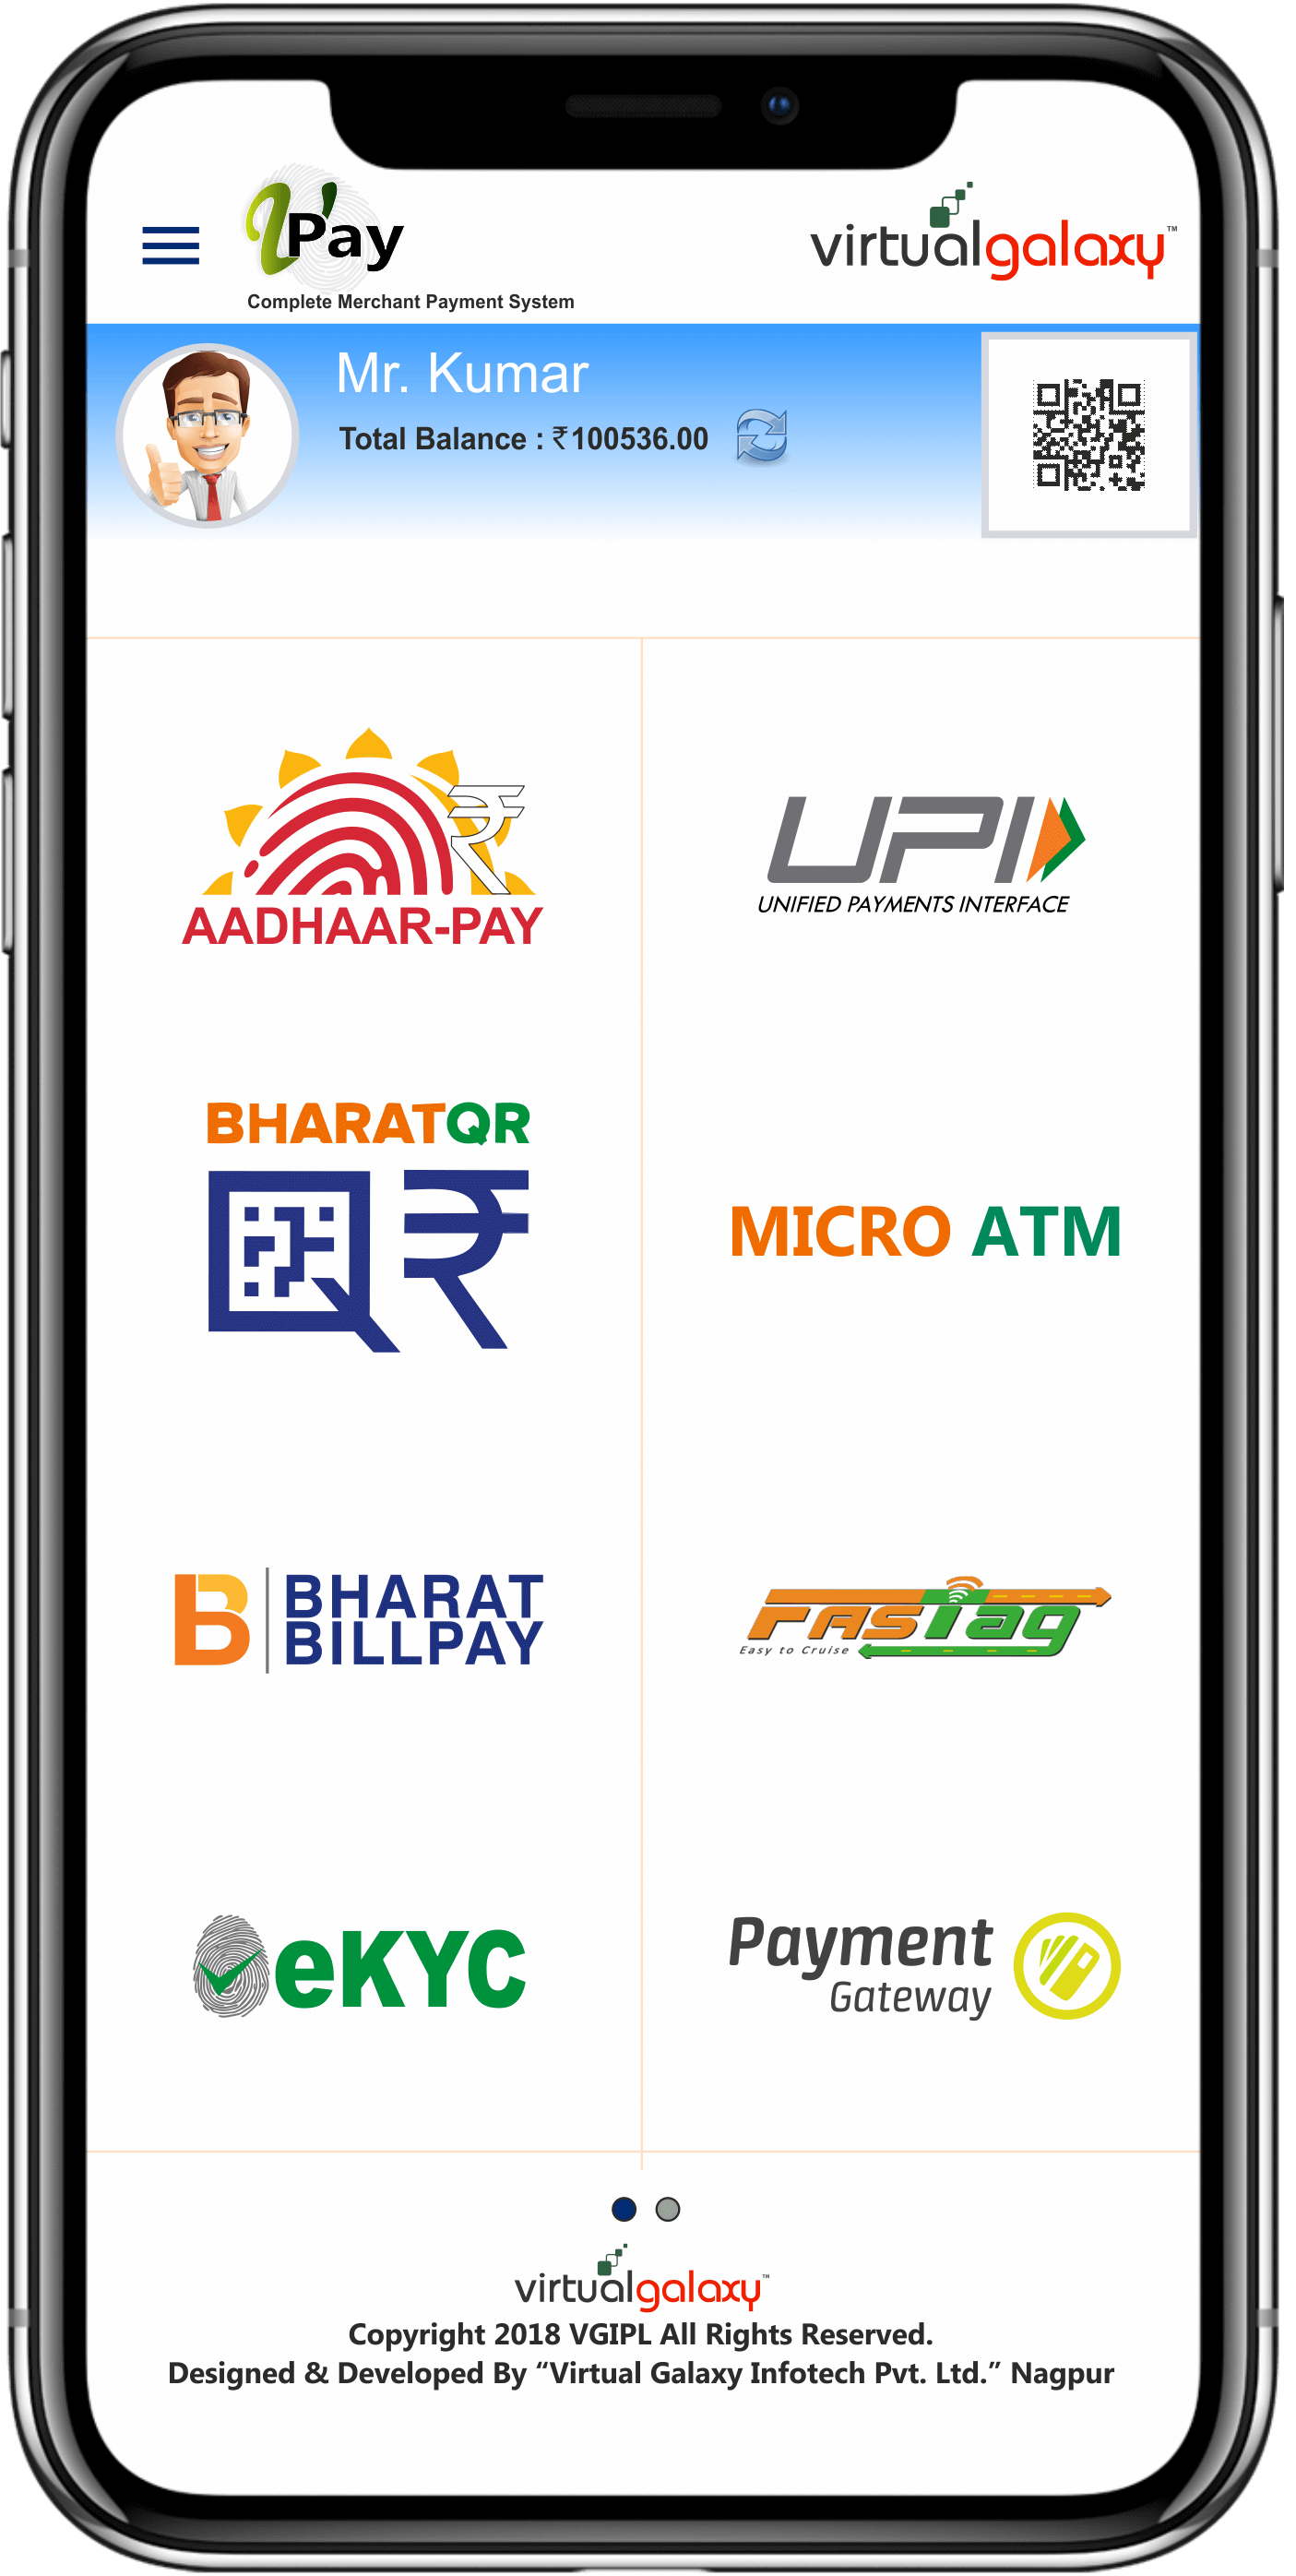 V'Pay
Complete Merchant Payment System
virtualgalaxy™
Mr. Kumar
Total Balance : ₹100536.00
AADHAAR-PAY
UPI
UNIFIED PAYMENTS INTERFACE
BHARATQR
MICRO ATM
B
BHARAT
BILLPAY
FASTag
Easy to Cruise
eKYC
Payment
Gateway
virtualgalaxy™
Copyright 2018 VGIPL All Rights Reserved.
Designed & Developed By “Virtual Galaxy Infotech Pvt. Ltd.” Nagpur